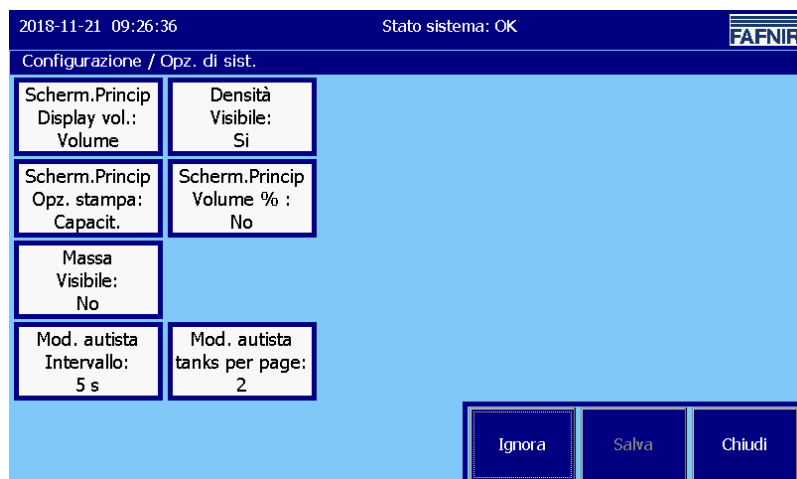 2018-11-21 09:26:36 Stato sistema: OK FAFNIR
Configurazione / Opz. di sist.
Scherm.Princip
Display vol.:
Volume
Densità
Visibile:
Si
Scherm.Princip
Opz. stampa:
Capacit.
Scherm.Princip
Volume % :
No
Massa
Visibile:
No
Mod. autista
Intervallo:
5 s
Mod. autista
tanks per page:
2
Ignora
Salva
Chiudi